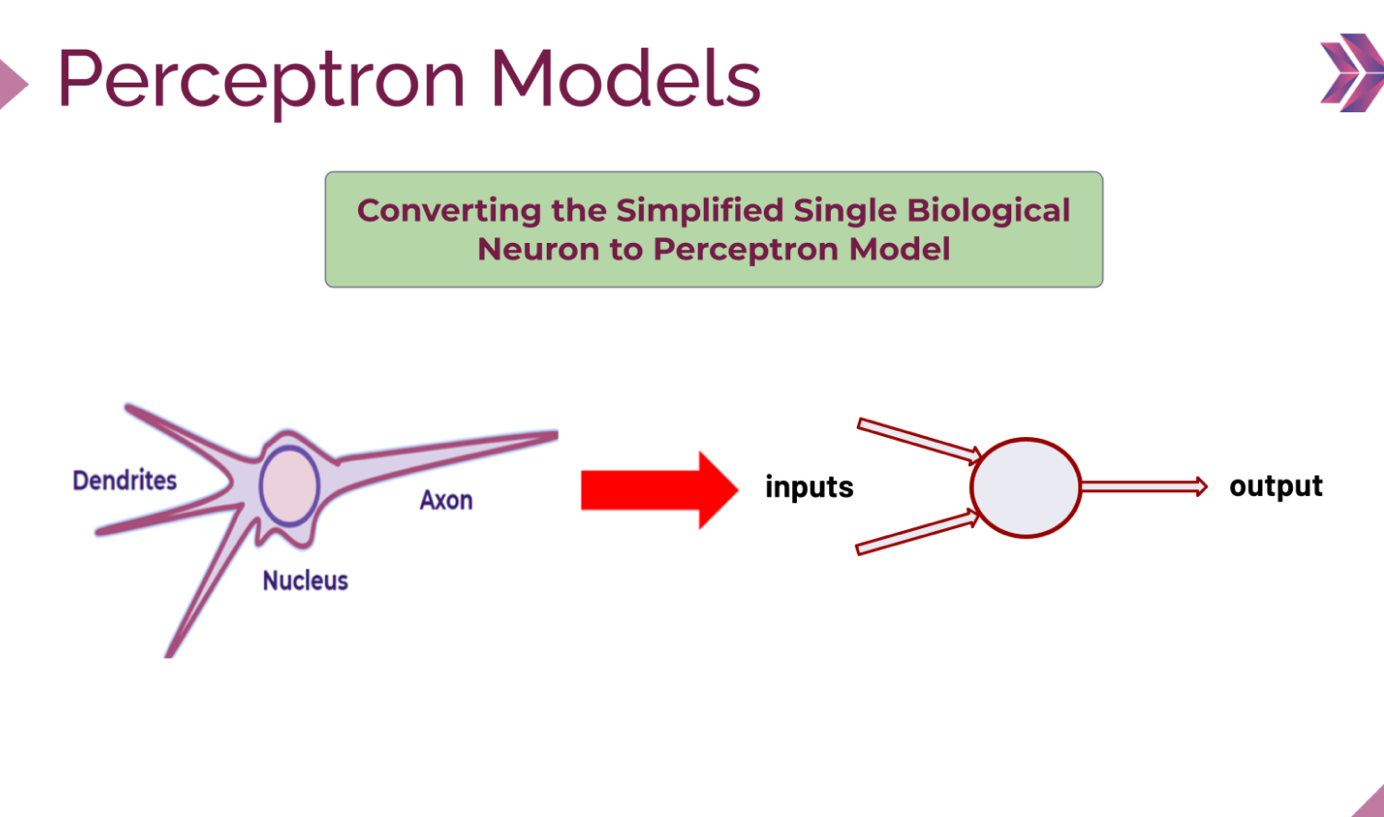 Perceptron Models
Converting the Simplified Single Biological
Neuron to Perceptron Model
Dendrites
Axon
Nucleus
inputs
output